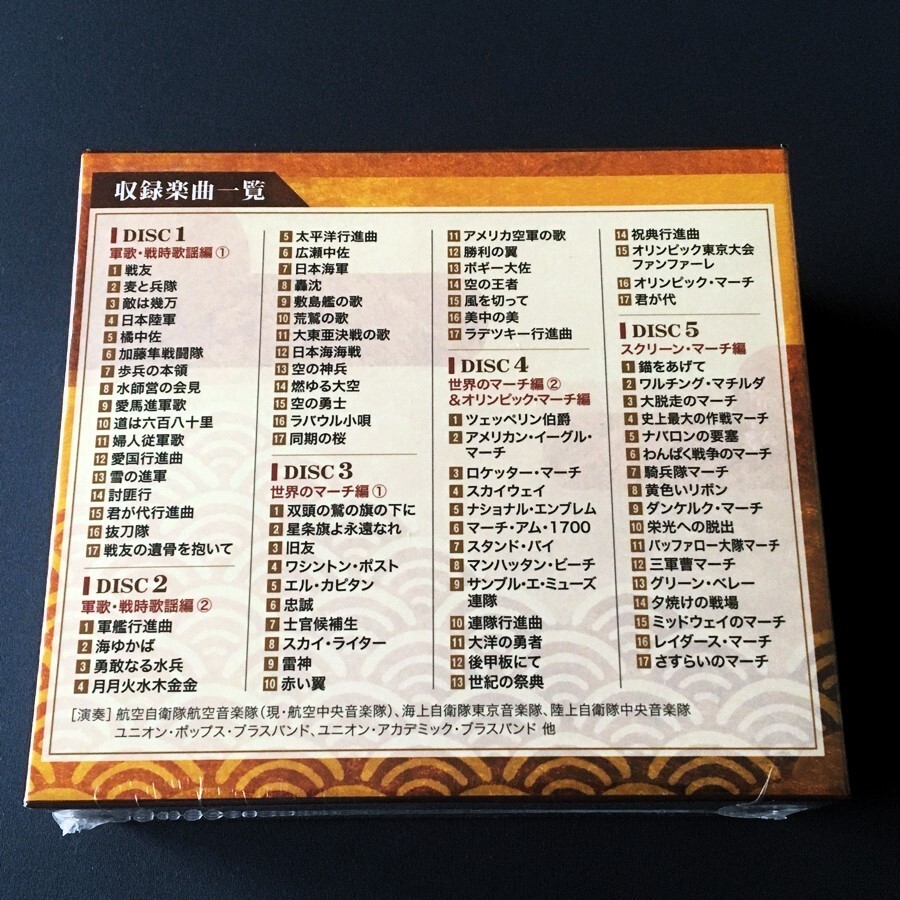 収録楽曲一覧
DISC 1
軍歌・戦時歌謡編 ①
1 戦友
2 麦と兵隊
3 敵は幾万
4 日本陸軍
5 橘中佐
6 加藤隼戦闘隊
7 歩兵の本領
8 水師営の会見
9 愛馬進軍歌
10 道は六百八十里
11 婦人従軍歌
12 愛国行進曲
13 雪の進軍
14 討匪行
15 君が代行進曲
16 抜刀隊
17 戦友の遺骨を抱いて
DISC 2
軍歌・戦時歌謡編 ②
1 軍艦行進曲
2 海ゆかば
3 勇敢なる水兵
4 月月火水木金金
5 太平洋行進曲
6 広瀬中佐
7 日本海軍
8 轟沈
9 敷島艦の歌
10 荒鷲の歌
11 大東亜決戦の歌
12 日本海海戦
13 空の神兵
14 燃ゆる大空
15 空の勇士
16 ラバウル小唄
17 同期の桜
DISC 3
世界のマーチ編 ①
1 双頭の鷲の旗の下に
2 星条旗よ永遠なれ
3 旧友
4 ワシントン・ポスト
5 エル・カピタン
6 忠誠
7 士官候補生
8 スカイ・ライター
9 雷神
10 赤い翼
11 アメリカ空軍の歌
12 勝利の翼
13 ボギー大佐
14 空の王者
15 風を切って
16 美中の美
17 ラデツキー行進曲
DISC 4
世界のマーチ編 ②
＆オリンピック・マーチ編
1 ツェッペリン伯爵
2 アメリカン・イーグル・
マーチ
3 ロケッター・マーチ
4 スカイウェイ
5 ナショナル・エンブレム
6 マーチ・アム・1700
7 スタンド・バイ
8 マンハッタン・ビーチ
9 サンブル・エ・ミューズ
連隊
10 連隊行進曲
11 大洋の勇者
12 後甲板にて
13 世紀の祭典
14 祝典行進曲
15 オリンピック東京大会
ファンファーレ
16 オリンピック・マーチ
17 君が代
DISC 5
スクリーン・マーチ編
1 錨をあげて
2 ワルチング・マチルダ
3 大脱走のマーチ
4 史上最大の作戦マーチ
5 ナバロンの要塞
6 わんぱく戦争のマーチ
7 騎兵隊マーチ
8 黄色いリボン
9 ダンケルク・マーチ
10 栄光への脱出
11 バッファロー大隊マーチ
12 三軍曹マーチ
13 グリーン・ベレー
14 夕焼けの戦場
15 ミッドウェイのマーチ
16 レイダース・マーチ
17 さすらいのマーチ
［演奏］航空自衛隊航空音楽隊（現・航空中央音楽隊）、海上自衛隊東京音楽隊、陸上自衛隊中央音楽隊
ユニオン・ポップス・ブラスバンド、ユニオン・アカデミック・ブラスバンド 他